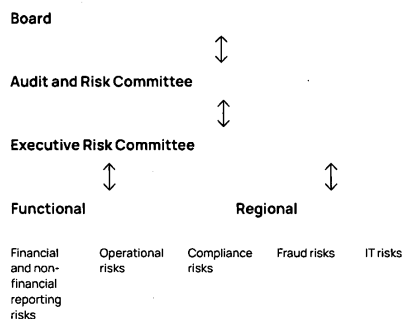 Board
Audit and Risk Committee
Executive Risk Committee
Functional
Regional
Financial
and non-
financial
reporting
risks
Operational
risks
Compliance
risks
Fraud risks
IT risks